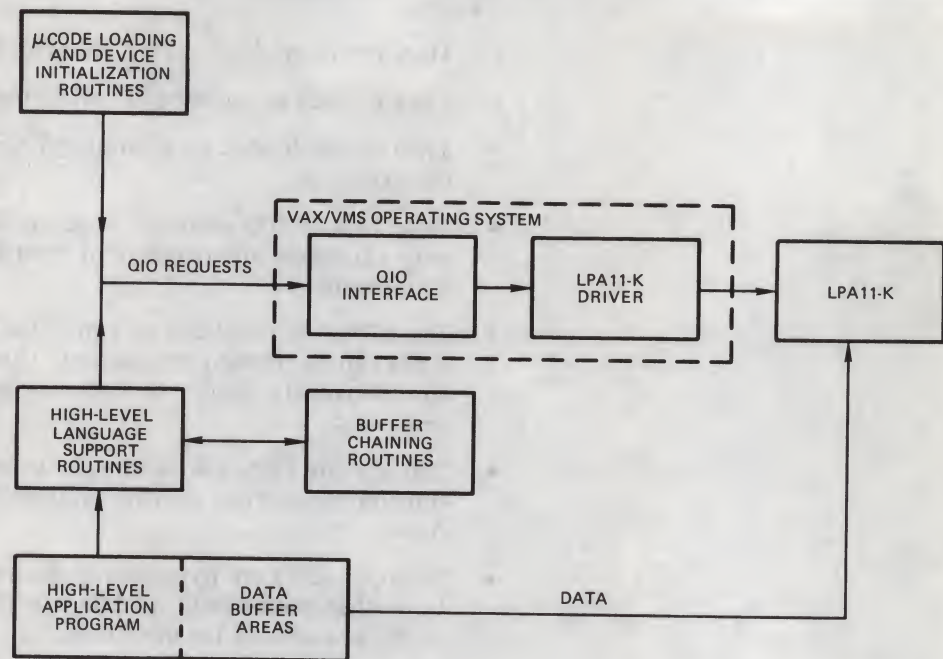 μCODE LOADING
AND DEVICE
INITIALIZATION
ROUTINES
VAX/VMS OPERATING SYSTEM
QIO REQUESTS
QIO
INTERFACE
LPA11-K
DRIVER
LPA11-K
HIGH-LEVEL
LANGUAGE
SUPPORT
ROUTINES
BUFFER
CHAINING
ROUTINES
HIGH-LEVEL
APPLICATION
PROGRAM
DATA
BUFFER
AREAS
DATA